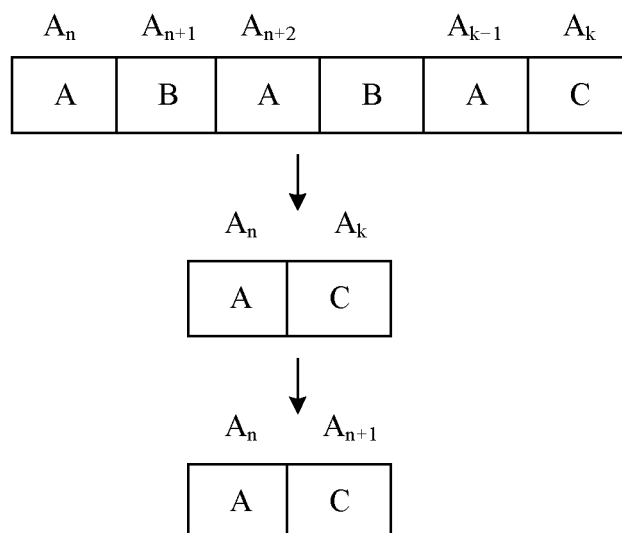 Aₙ Aₙ₊₁ Aₙ₊₂ Aₖ₋₁ Aₖ
A B A B A C
Aₙ Aₖ
A C
Aₙ Aₙ₊₁
A C